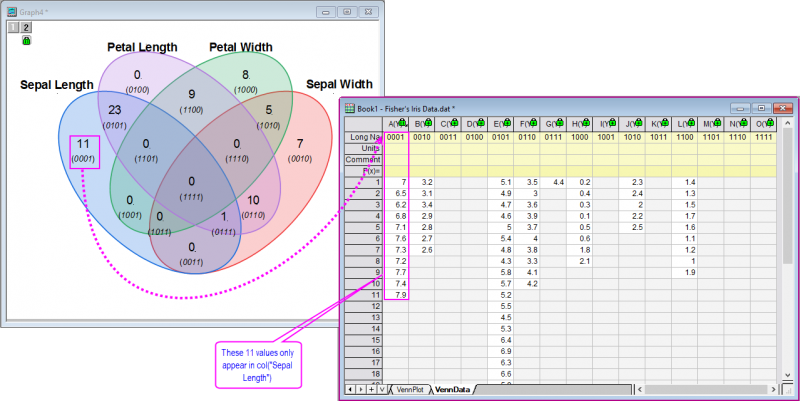 Graph4 *
1 2
Petal Length Petal Width
Sepal Length
Sepal Width
0
(0100)
8
(1000)
9
(1100)
23
(0101)
5
(1010)
11
(0001)
0
(1101)
0
(1110)
7
(0010)
0
(1111)
0
(1001)
0
(1011)
1
(0111)
10
(0110)
0
(0011)
These 11 values only
appear in col("Sepal
Length")
Book1 - Fisher's Iris Data.dat *
A(Y B(Y C(Y D(Y E(Y F(Y G(Y H(Y I(Y J(Y K(Y L(Y M(Y N(Y O(Y
Long Na 0001 0010 0011 0100 0101 0110 0111 1000 1001 1010 1011 1100 1101 1110 1111
Units
Comment
F(x)=
1 7 3.2 5.1 3.5 4.4 0.2 2.3 1.4
2 6.5 3.1 4.9 3 0.4 2.4 1.3
3 6.2 3.4 4.7 3.6 0.3 2 1.5
4 6.8 2.9 4.6 3.9 0.1 2.2 1.7
5 7.1 2.8 5 3.7 0.5 2.5 1.6
6 7.6 2.7 5.4 4 0.6 1.1
7 7.3 2.6 4.8 3.8 1.8 1.2
8 7.2 4.3 3.3 2.1 1
9 7.7 5.8 4.1 1.9
10 7.4 5.7 4.2
11 7.9 5.2
12 5.5
13 4.5
14 5.3
15 6.4
16 6.9
17 6.3
18 6.6
VennPlot VennData